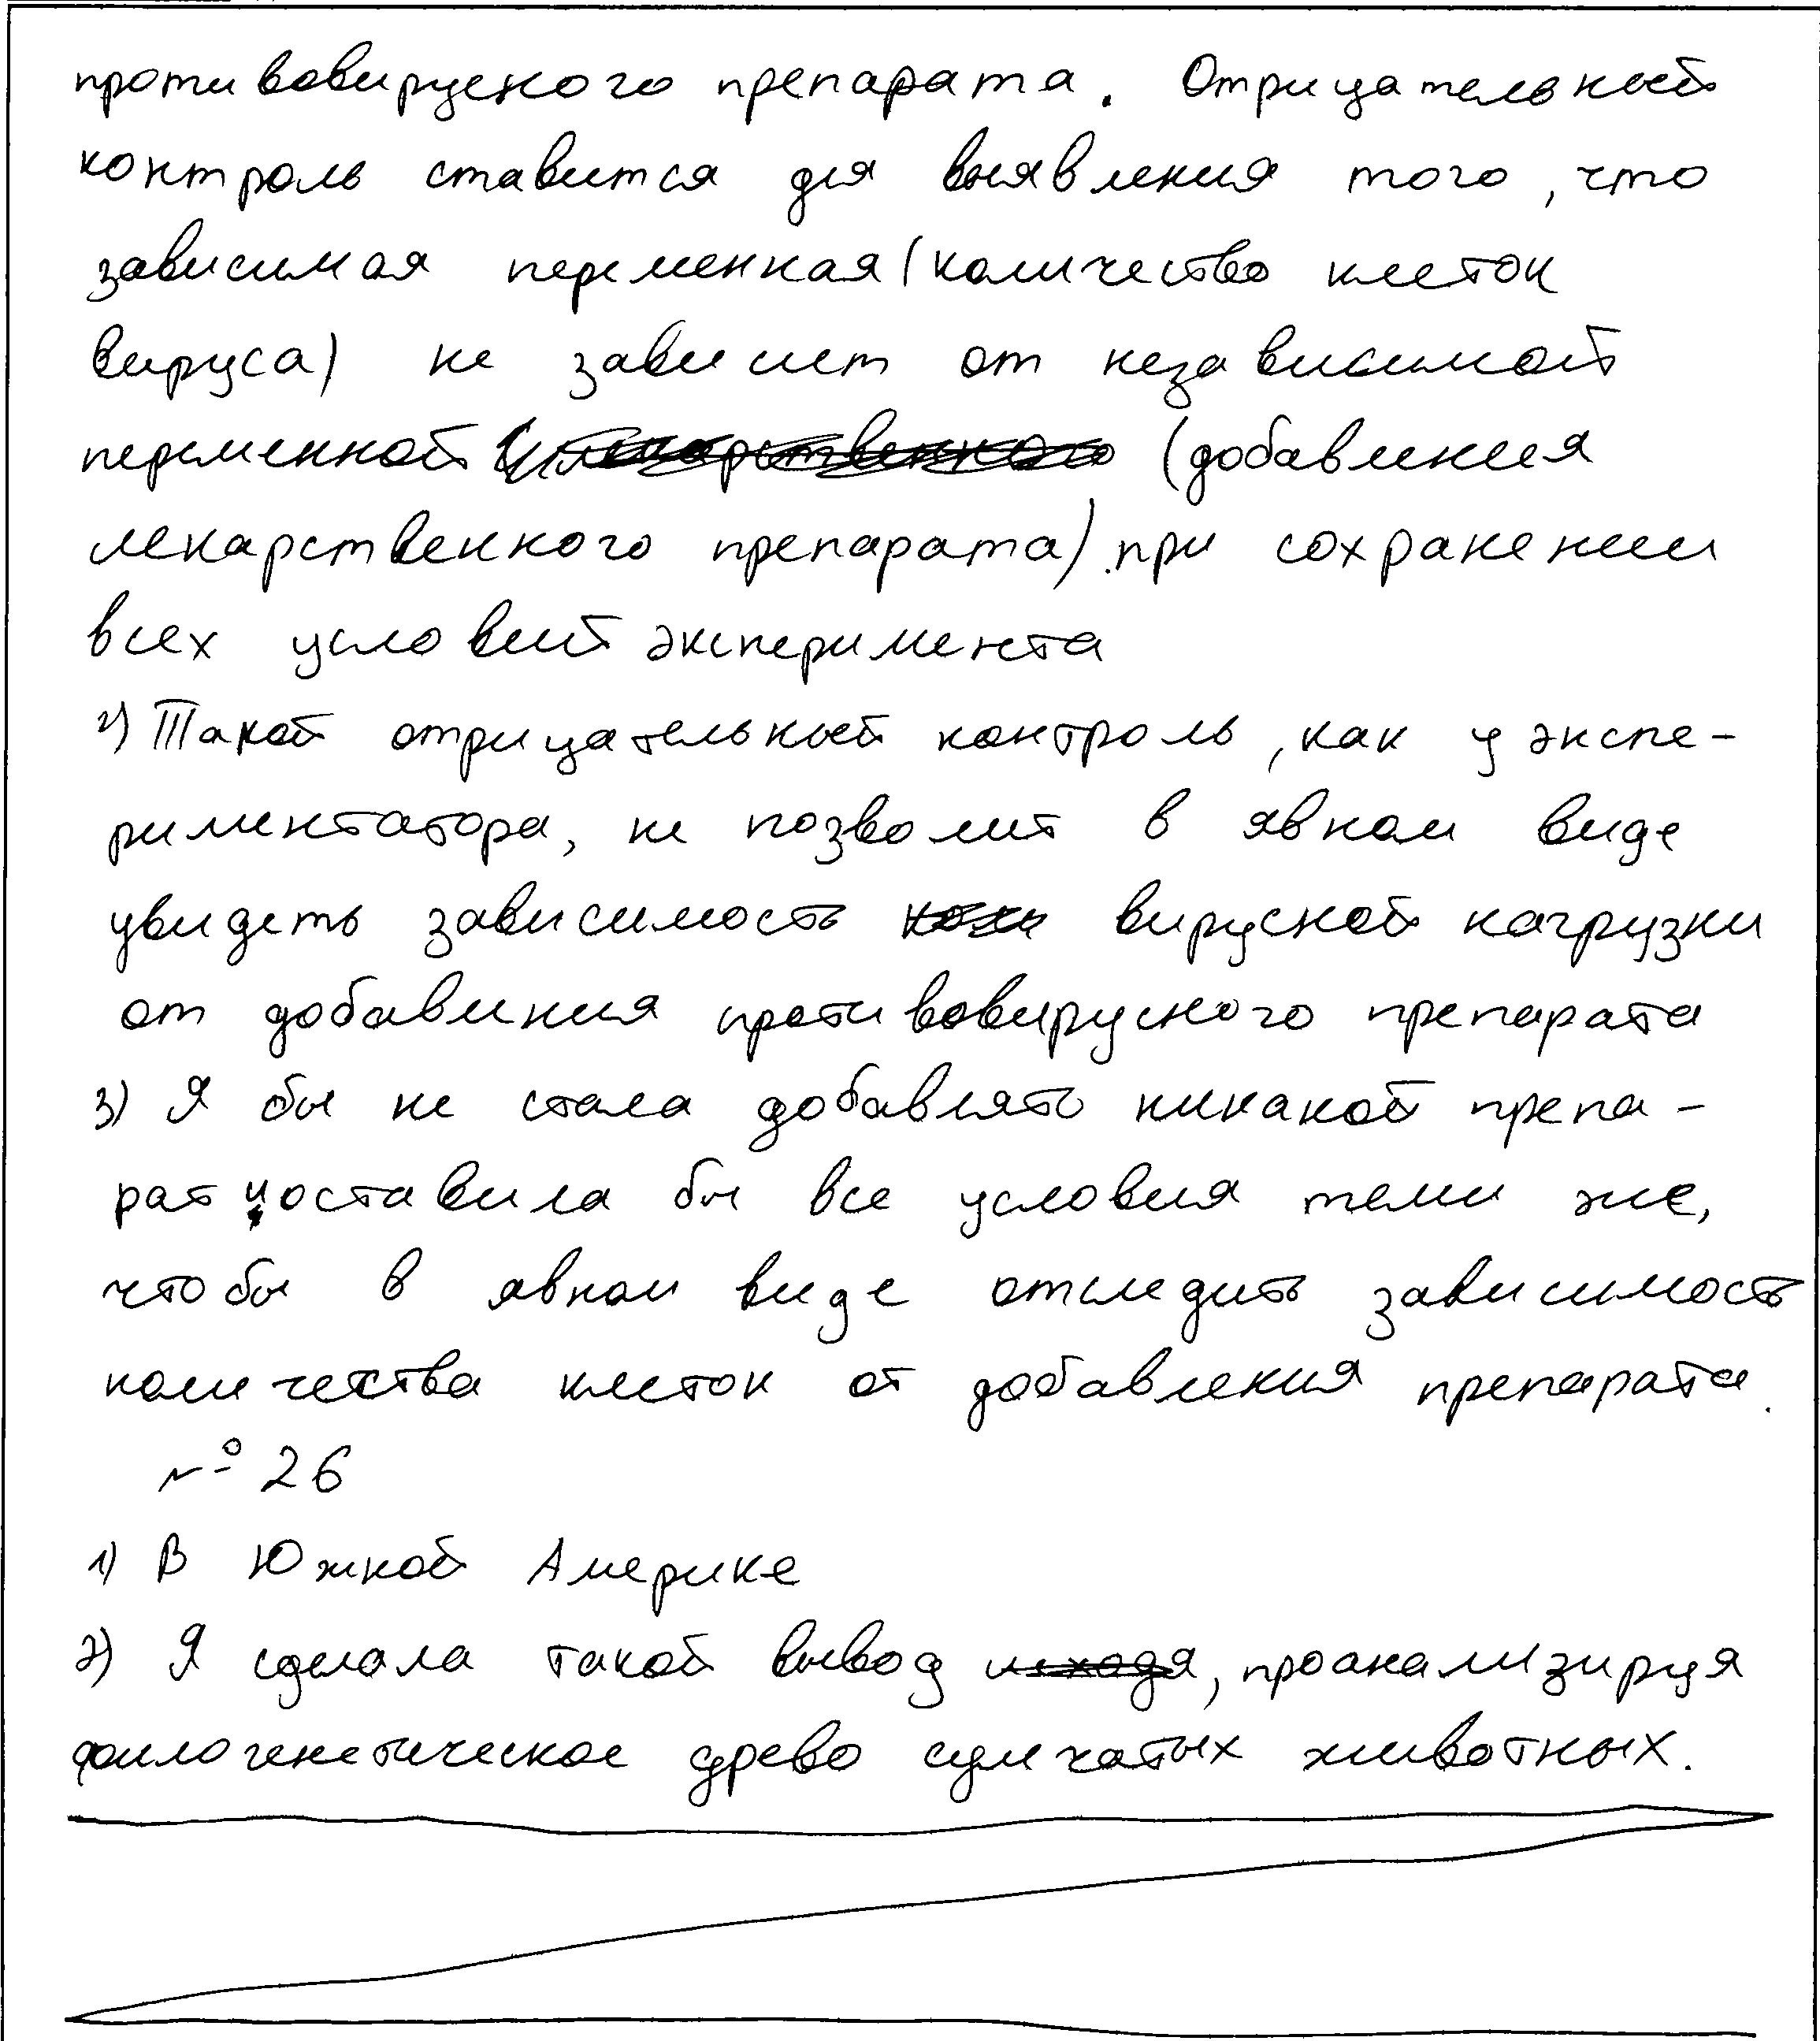 противовирусного препарата. Отрицательный
контроль ставится для выявления того, что
зависимая переменная (количество клеток
вируса) не зависит от независимой
переменной (добавления
лекарственного препарата) при сохранении
всех условий эксперимента
2) Такой отрицательный контроль, как у экспе-
риментатора, не позволит в явном виде
увидеть зависимость вирусной нагрузки
от добавления противовирусного препарата
3) Я бы не стала добавлять никакой препа-
рат и оставила бы все условия теми же,
чтобы в явном виде отследить зависимость
количества клеток от добавления препарата.
№ 26
1) В Южной Америке
2) Я сделала такой вывод исходя, проанализируя
филогенетическое древо сумчатых животных.